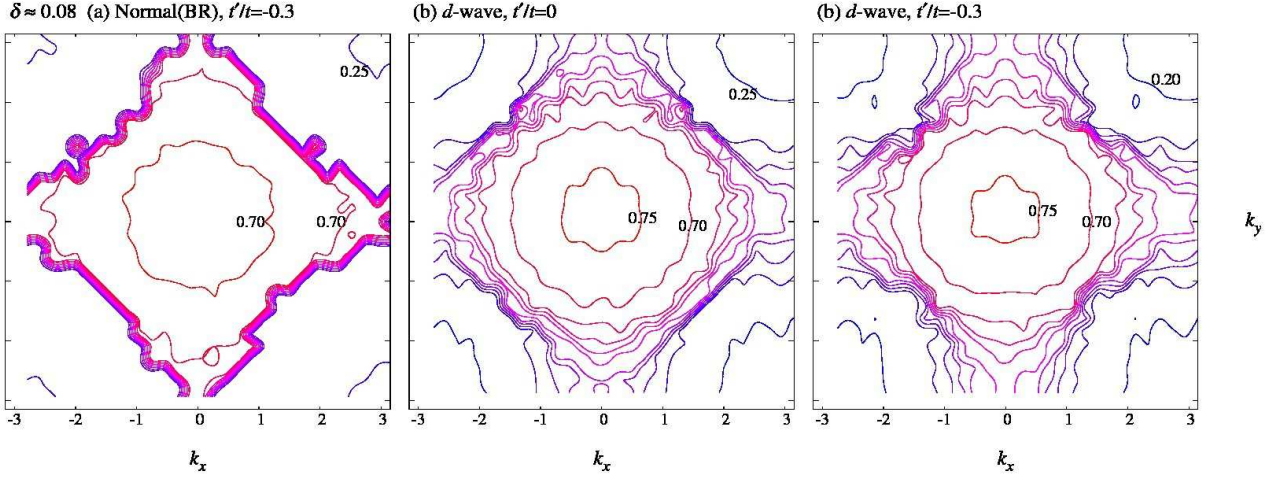 δ ≈ 0.08 (a) Normal(BR), t′/t=-0.3
(b) d-wave, t′/t=0
(b) d-wave, t′/t=-0.3
0.25
0.70
0.70
0.25
0.75
0.70
0.20
0.75
0.70
k_y
-3 -2 -1 0 1 2 3
-3 -2 -1 0 1 2 3
-3 -2 -1 0 1 2 3
k_x
k_x
k_x